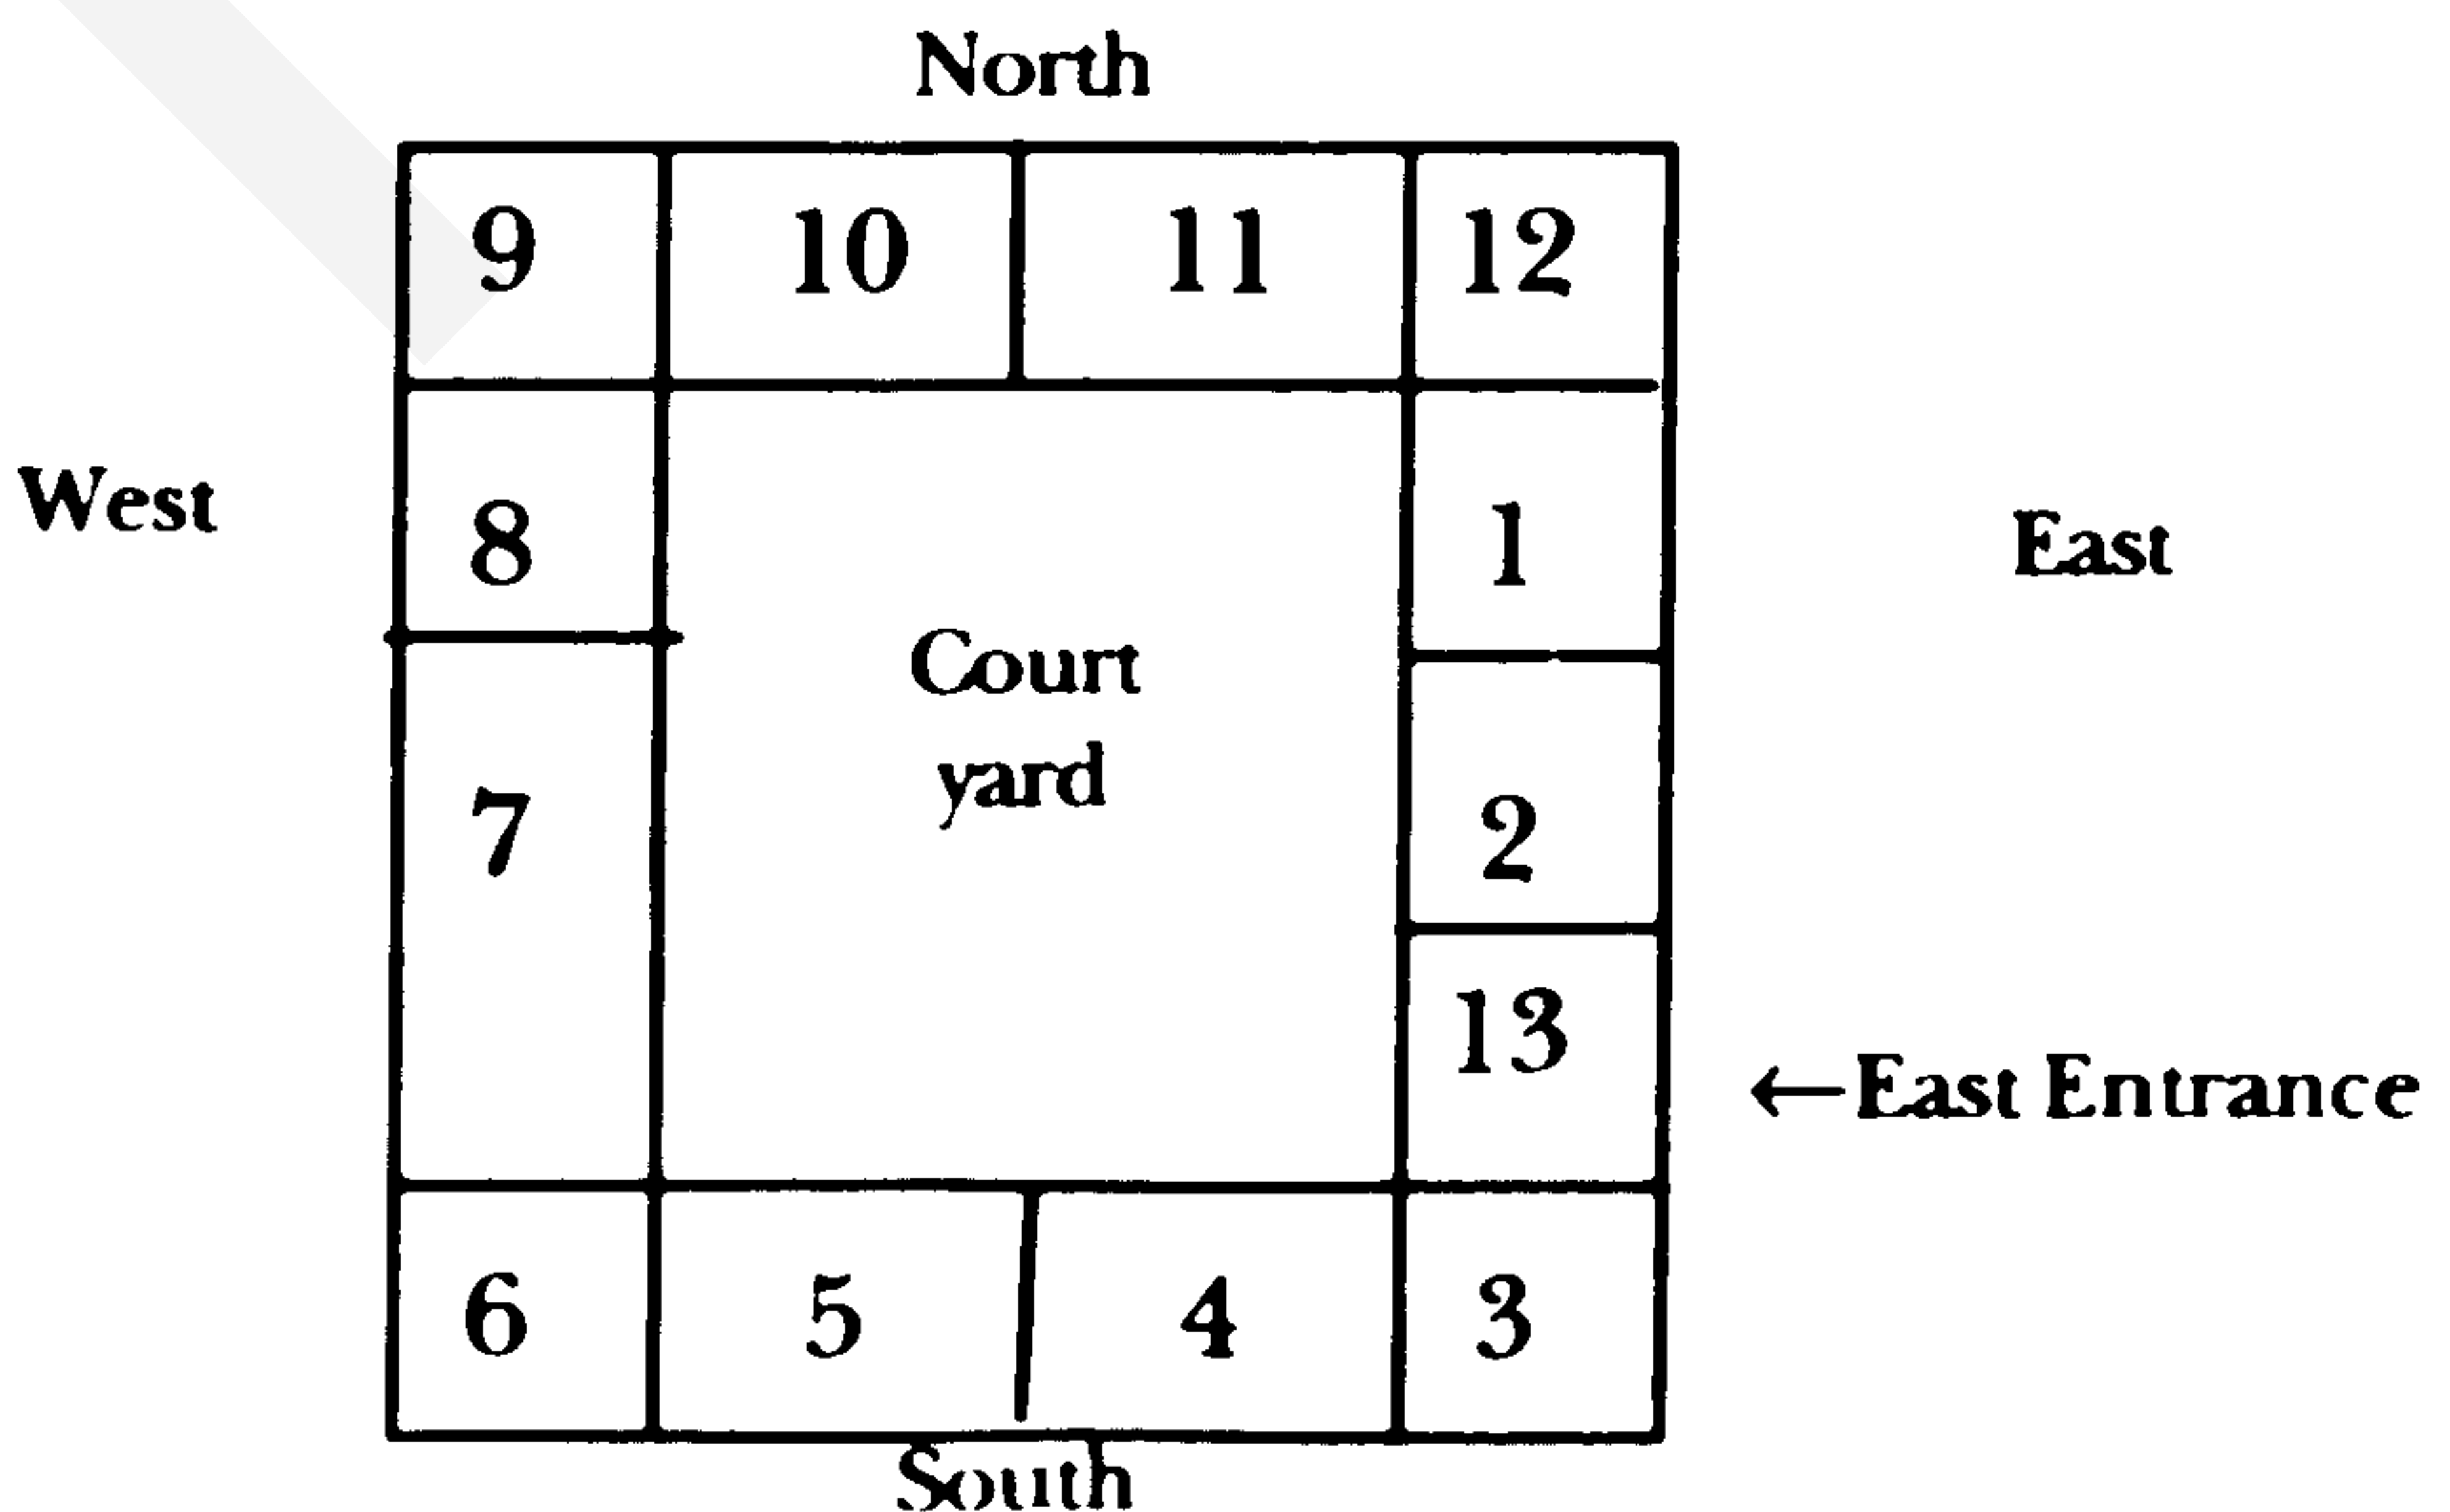 North
9 10 11 12
West
8
1
East
Court
yard
7
2
13
←East Entrance
6 5 4 3
South